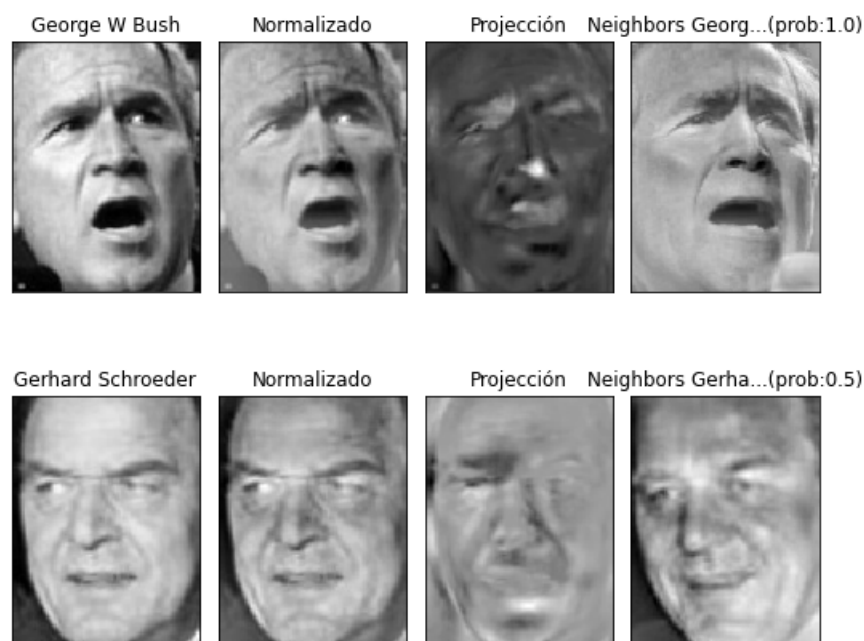 George W Bush Normalizado Projección Neighbors Georg...(prob:1.0)
Gerhard Schroeder Normalizado Projección Neighbors Gerha...(prob:0.5)